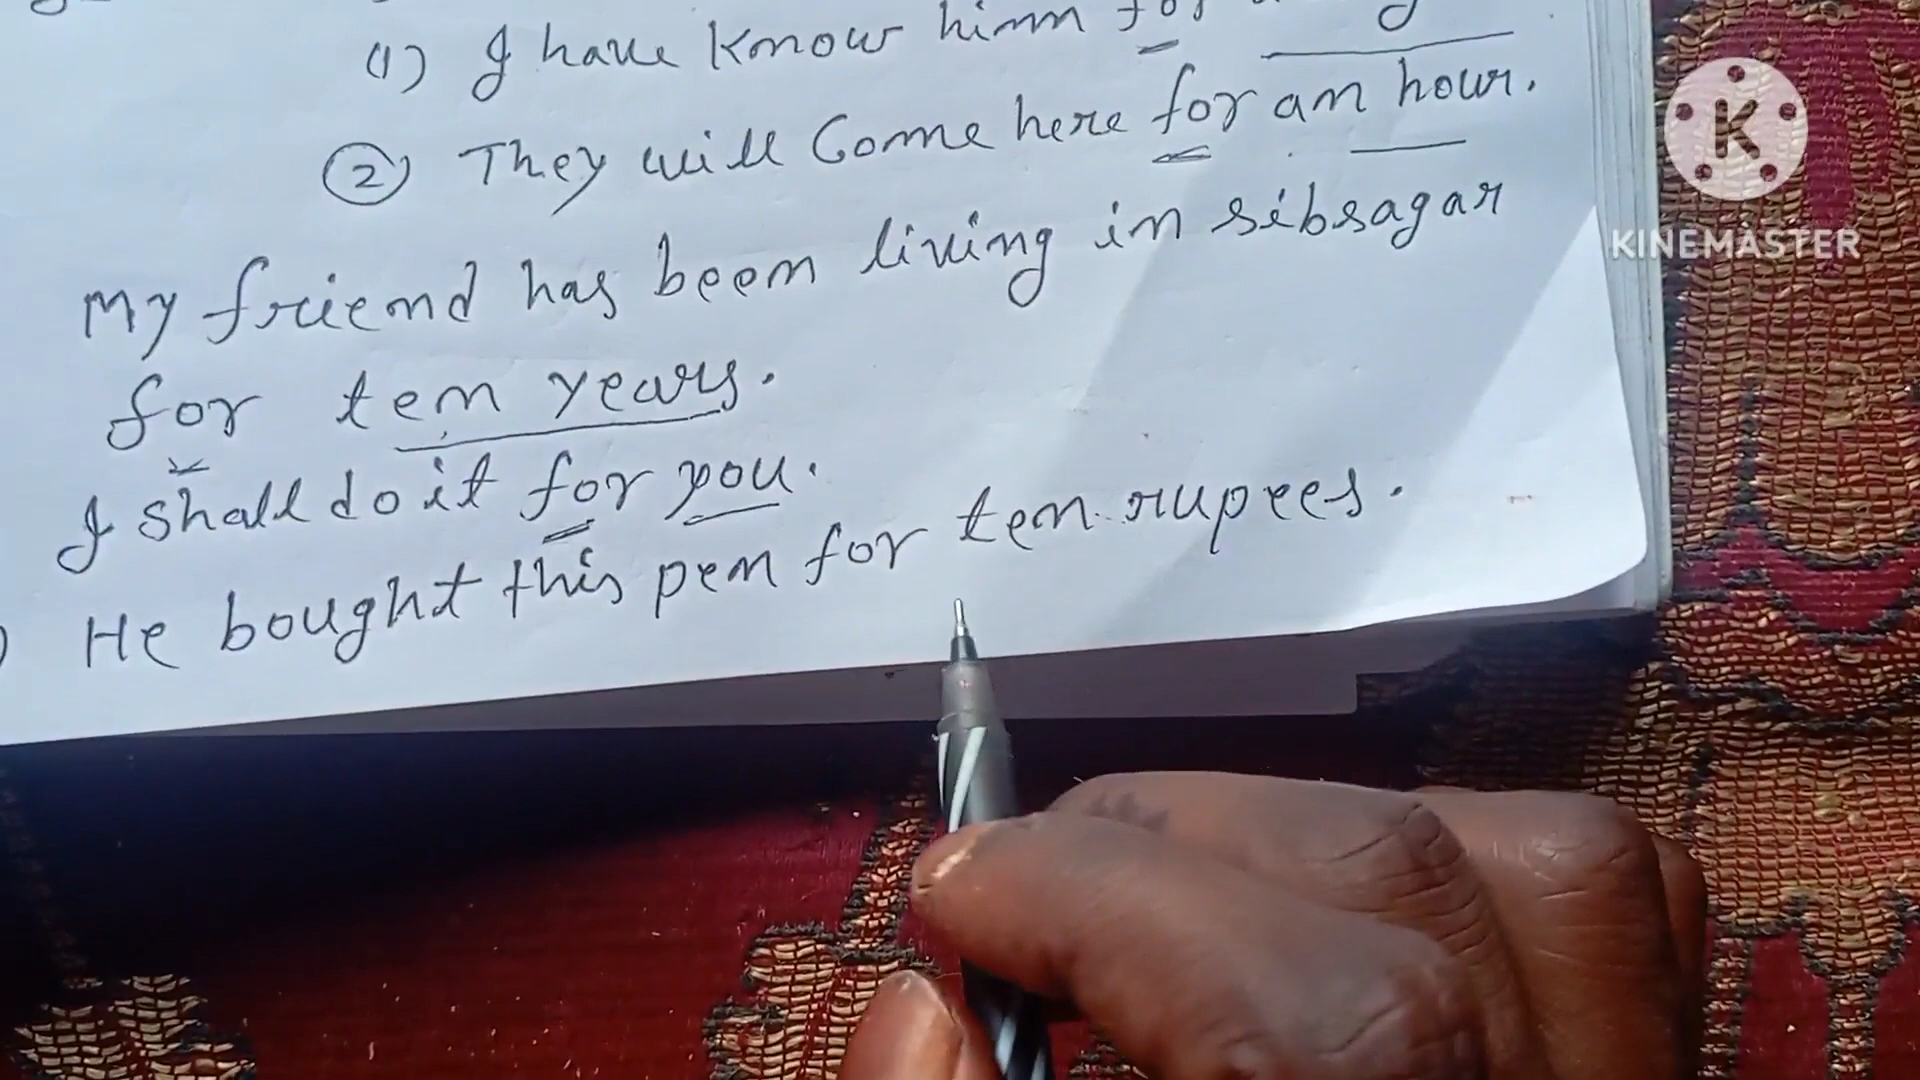 (1) I have know him for
(2) They will come here for an hour.
My friend has been living in sibsagar
for ten years.
I shall do it for you.
) He bought this pen for ten rupees.
K
KINEMASTER